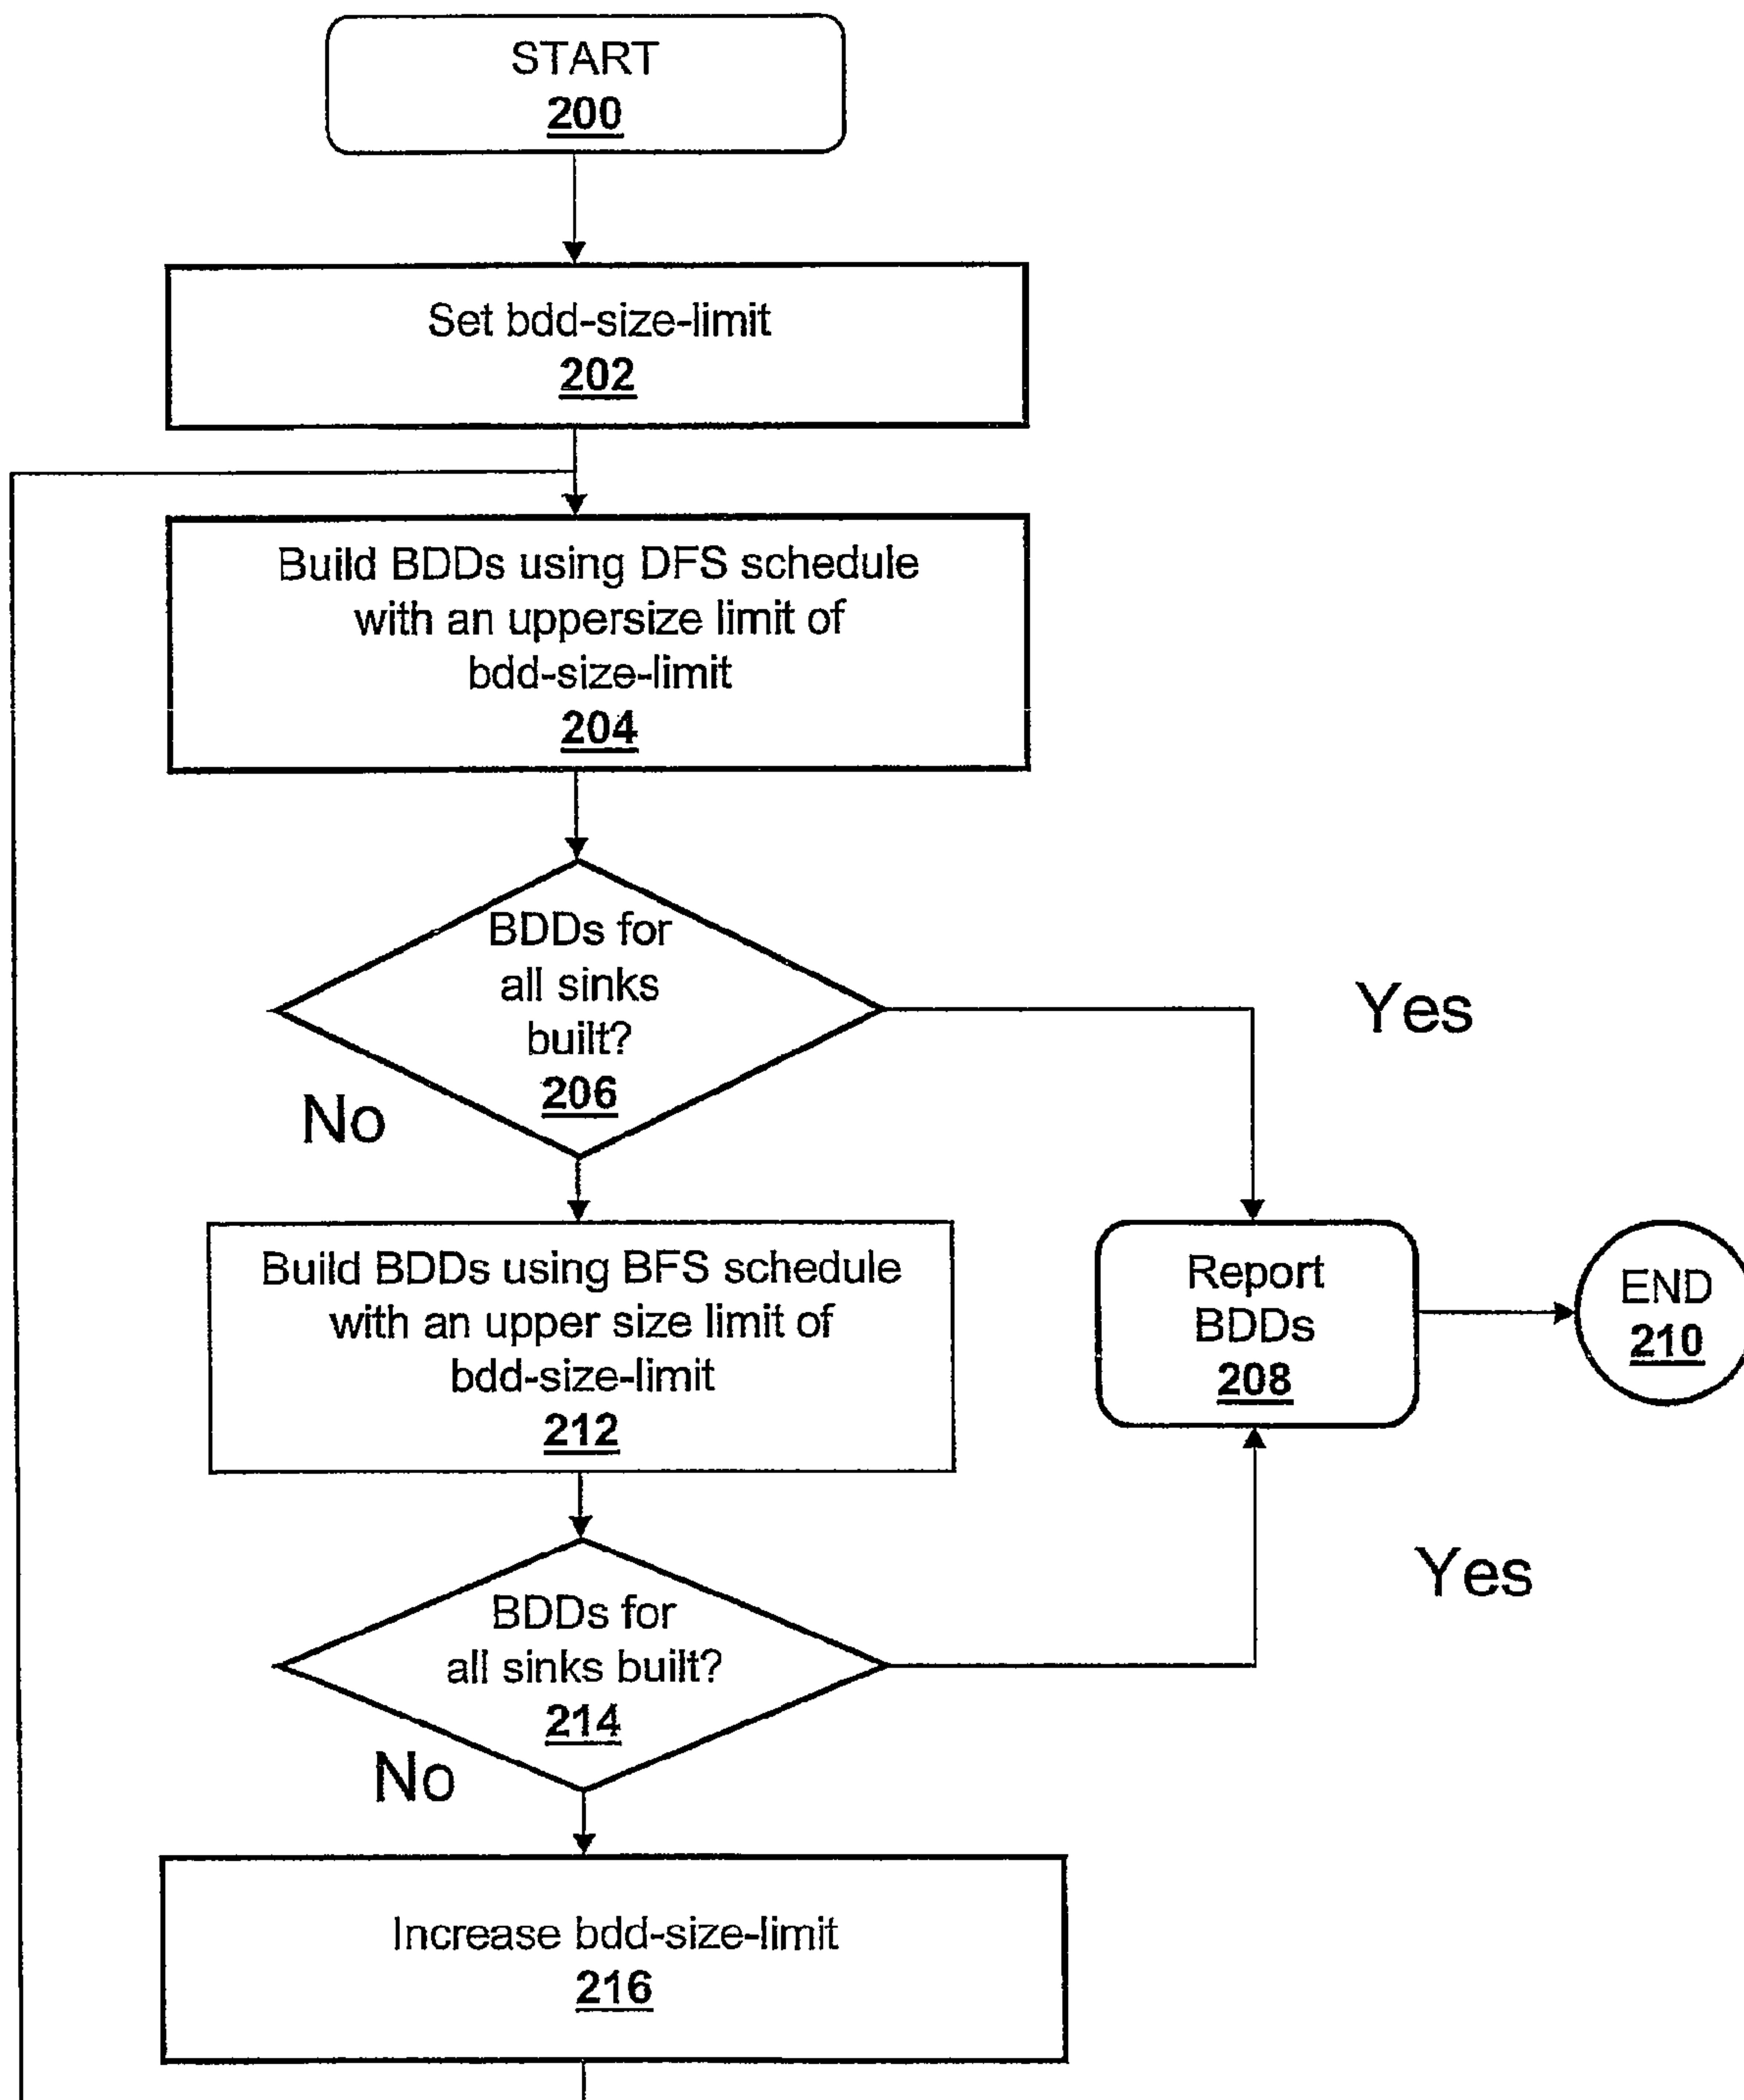 START
200
Set bdd-size-limit
202
Build BDDs using DFS schedule
with an uppersize limit of
bdd-size-limit
204
BDDs for
all sinks
built?
206
Yes
No
Build BDDs using BFS schedule
with an upper size limit of
bdd-size-limit
212
Report
BDDs
208
END
210
BDDs for
all sinks built?
214
Yes
No
Increase bdd-size-limit
216